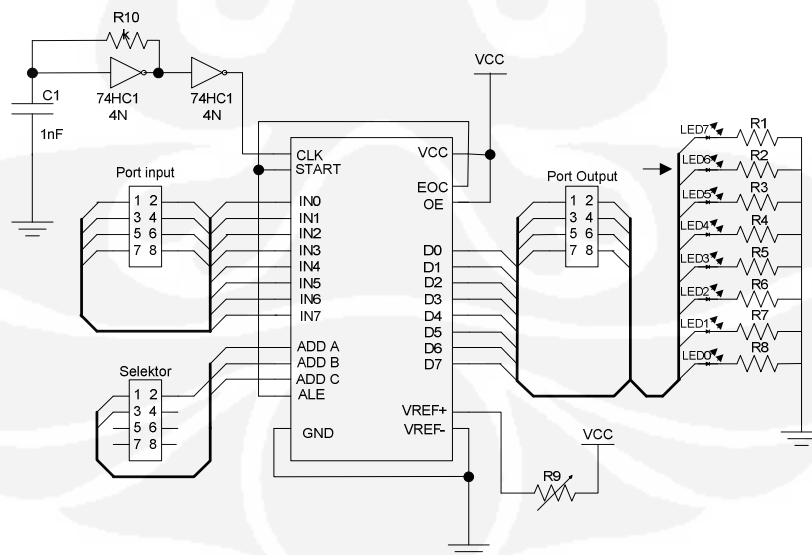 R10
k
74HC1
4N
74HC1
4N
C1
1nF
VCC
CLK
START
VCC
EOC
OE
Port input
1 2
3 4
5 6
7 8
IN0
IN1
IN2
IN3
IN4
IN5
IN6
IN7
D0
D1
D2
D3
D4
D5
D6
D7
Port Output
1 2
3 4
5 6
7 8
LED7
R1
LED6
R2
LED5
R3
LED4
R4
LED3
R5
LED2
R6
LED1
R7
LED0
R8
Selektor
1 2
3 4
5 6
7 8
ADD A
ADD B
ADD C
ALE
GND
VREF+
VREF-
R9
VCC